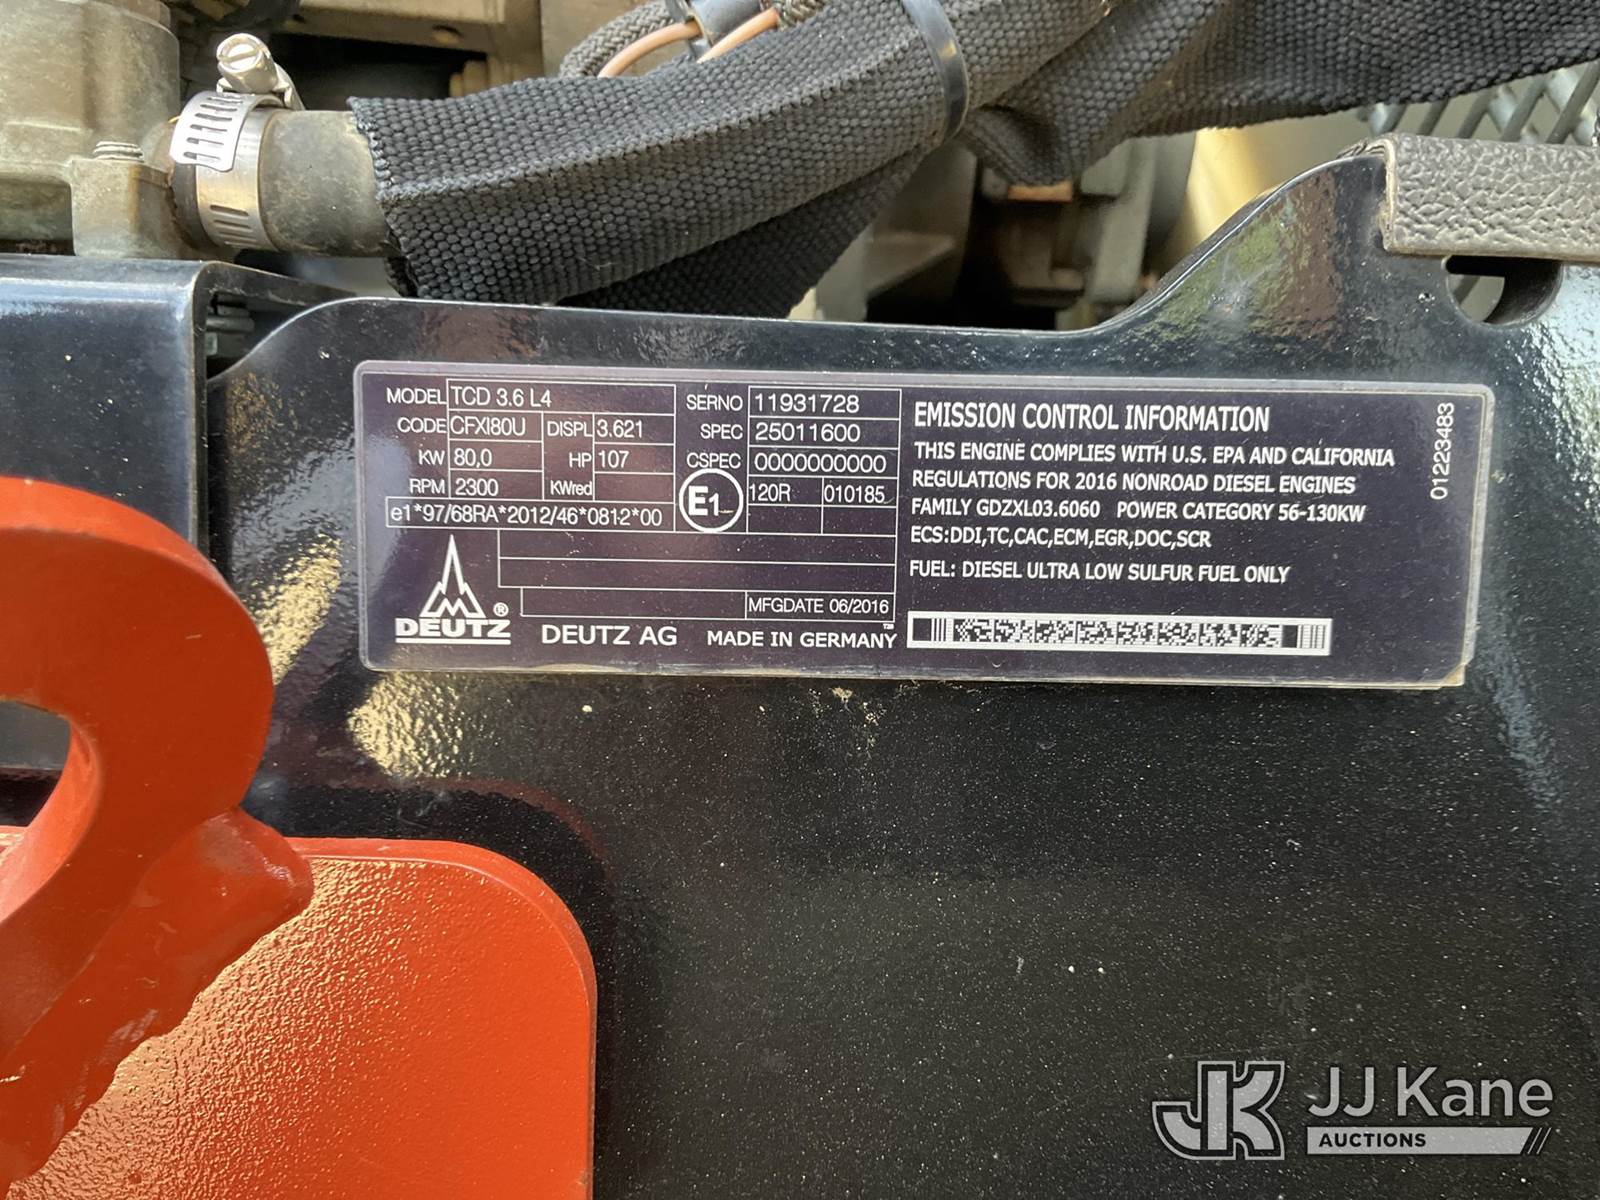 MODEL TCD 3.6 L4
CODE CFXI80U DISPL 3.621
KW 80,0 HP 107
RPM 2300 KWred
e1*97/68RA*2012/46*0812*00
SERNO 11931728
SPEC 25011600
CSPEC 0000000000
E1 120R 010185
MFGDATE 06/2016
DEUTZ ® DEUTZ AG MADE IN GERMANY
EMISSION CONTROL INFORMATION
THIS ENGINE COMPLIES WITH U.S. EPA AND CALIFORNIA
REGULATIONS FOR 2016 NONROAD DIESEL ENGINES
FAMILY GDZXL03.6060 POWER CATEGORY 56-130KW
ECS:DDI,TC,CAC,ECM,EGR,DOC,SCR
FUEL: DIESEL ULTRA LOW SULFUR FUEL ONLY
01223483
JK JJ Kane
AUCTIONS